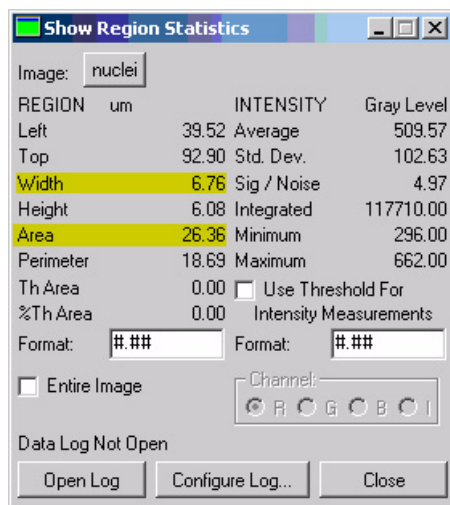 Show Region Statistics
Image: nuclei
REGION um INTENSITY Gray Level
Left 39.52 Average 509.57
Top 92.90 Std. Dev. 102.63
Width 6.76 Sig / Noise 4.97
Height 6.08 Integrated 117710.00
Area 26.36 Minimum 296.00
Perimeter 18.69 Maximum 662.00
Th Area 0.00 Use Threshold For
%Th Area 0.00 Intensity Measurements
Format: #.## Format: #.##
Entire Image Channel:
R G B I
Data Log Not Open
Open Log Configure Log... Close